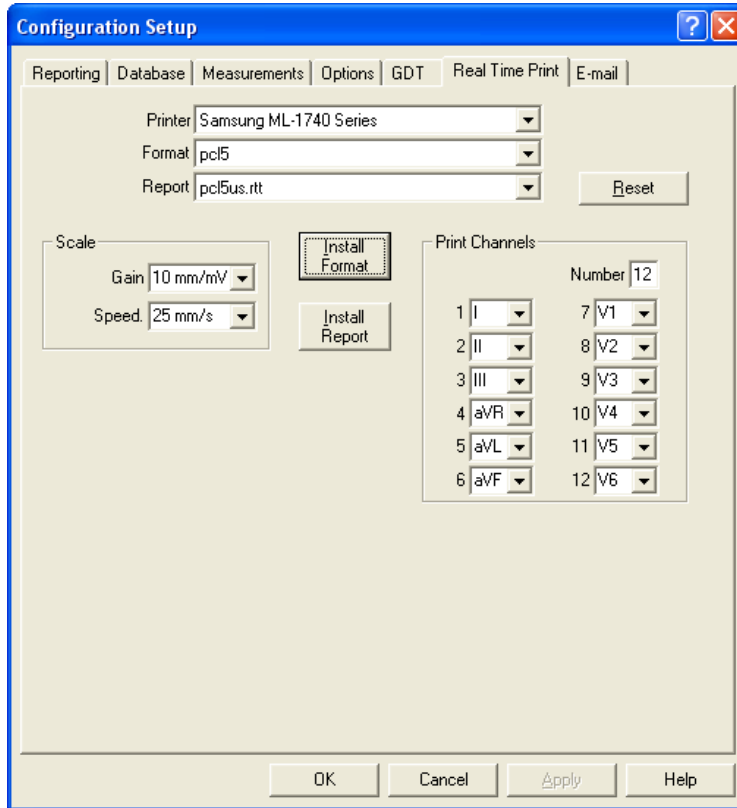 Configuration Setup
Reporting Database Measurements Options GDT Real Time Print E-mail
Printer Samsung ML-1740 Series
Format pcl5
Report pcl5us.rtt Reset
Scale Install Format Print Channels
Gain 10 mm/mV Number 12
Speed. 25 mm/s Install Report
1 I 7 V1
2 II 8 V2
3 III 9 V3
4 aVR 10 V4
5 aVL 11 V5
6 aVF 12 V6
OK Cancel Apply Help